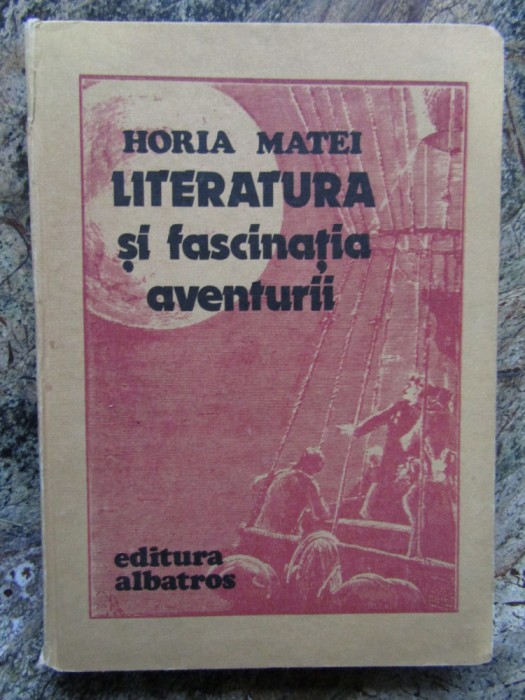 HORIA MATEI
LITERATURA
și fascinația
aventurii
editura
albatros